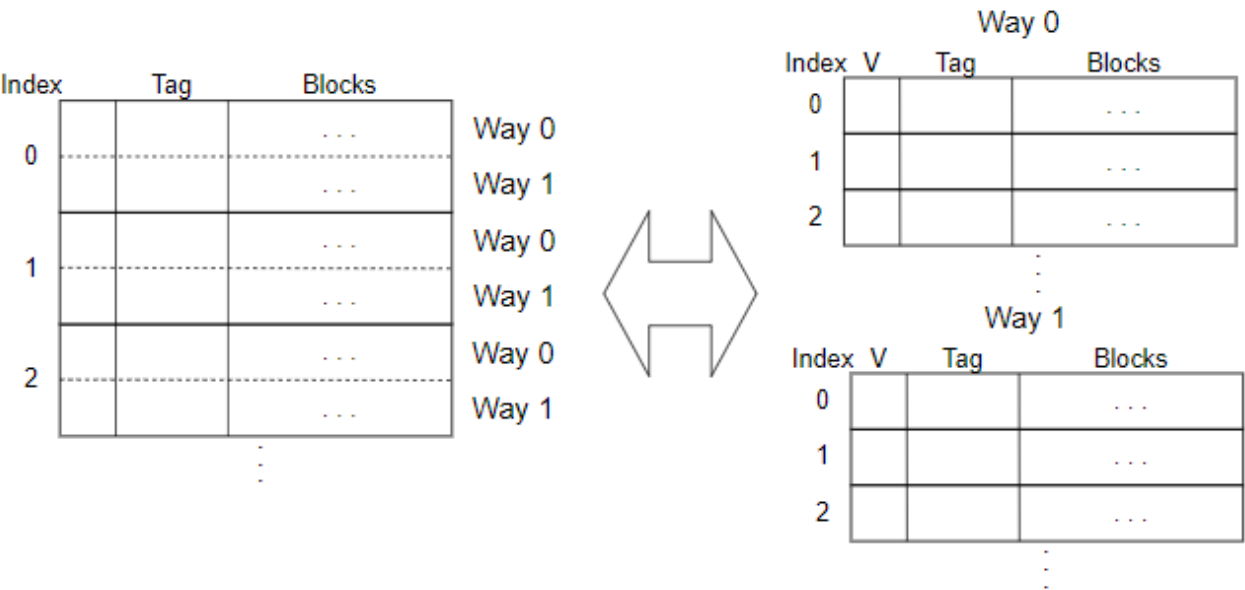 Index Tag Blocks
0 . . . Way 0
. . . Way 1
1 . . . Way 0
. . . Way 1
2 . . . Way 0
. . . Way 1
. . .
Way 0
Index V Tag Blocks
0 . . .
1 . . .
2 . . .
. . .
Way 1
Index V Tag Blocks
0 . . .
1 . . .
2 . . .
. . .